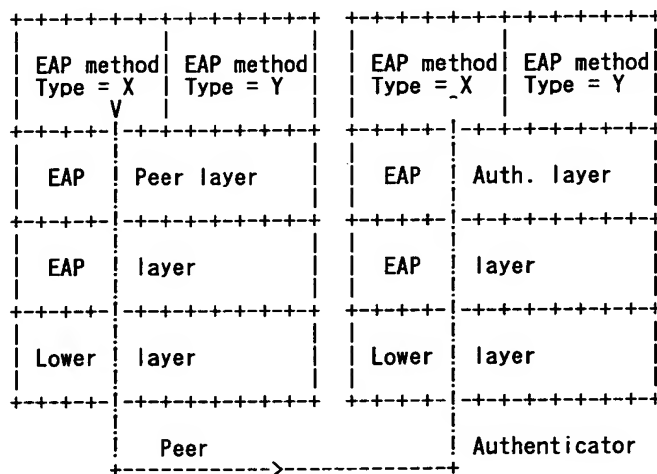 +-+-+-+-+-+-+-+-+-+-+-+-+  +-+-+-+-+-+-+-+-+-+-+-+-+
|           |           |  |           |           |
| EAP method| EAP method|  | EAP method| EAP method|
| Type = X  | Type = Y  |  | Type = X  | Type = Y  |
|       V   |           |  |       ^   |           |
+-+-+-+-!-+-+-+-+-+-+-+-+  +-+-+-+-!-+-+-+-+-+-+-+-+
|       !               |  |       !               |
|  EAP  ! Peer layer    |  |  EAP  ! Auth. layer   |
|       !               |  |       !               |
+-+-+-+-!-+-+-+-+-+-+-+-+  +-+-+-+-!-+-+-+-+-+-+-+-+
|       !               |  |       !               |
|  EAP  ! layer         |  |  EAP  ! layer         |
|       !               |  |       !               |
+-+-+-+-!-+-+-+-+-+-+-+-+  +-+-+-+-!-+-+-+-+-+-+-+-+
|       !               |  |       !               |
| Lower ! layer         |  | Lower ! layer         |
|       !               |  |       !               |
+-+-+-+-!-+-+-+-+-+-+-+-+  +-+-+-+-!-+-+-+-+-+-+-+-+
        !                          !
        !   Peer                   ! Authenticator
        +------------>-------------+